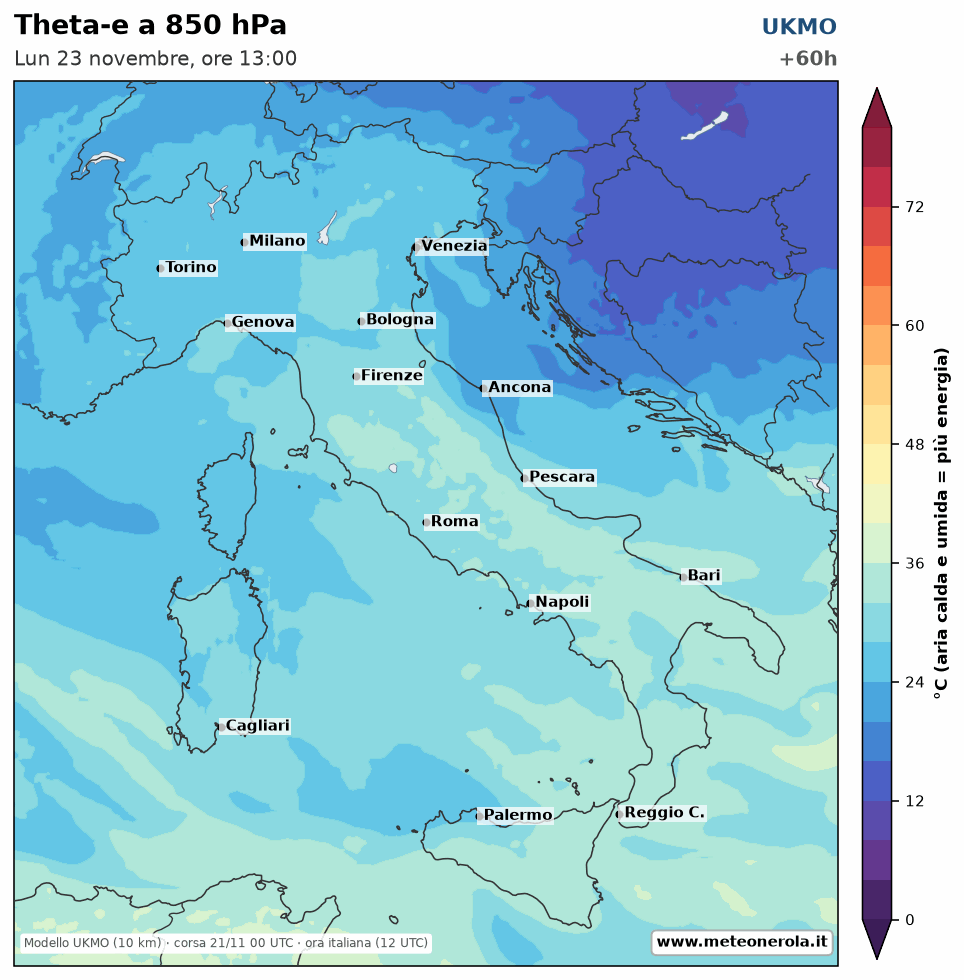 Theta-e a 850 hPa
UKMO
Lun 23 novembre, ore 13:00
+60h
Milano
Venezia
Torino
Genova
Bologna
Firenze
Ancona
Pescara
Roma
Bari
Napoli
Cagliari
Palermo
Reggio C.
72
60
48
36
24
12
0
°C (aria calda e umida = più energia)
Modello UKMO (10 km) · corsa 21/11 00 UTC · ora italiana (12 UTC)
www.meteonerola.it